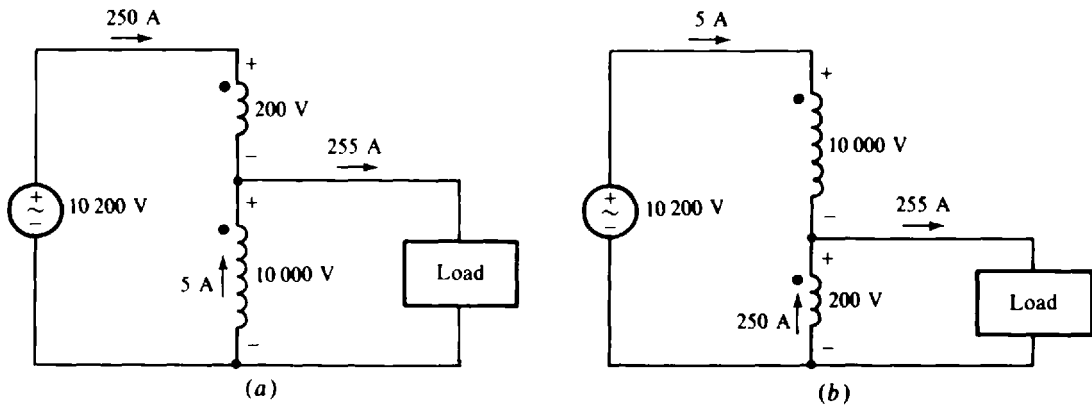 250 A
+
200 V
−
255 A
+
−
10 200 V
+
5 A
10 000 V
−
Load
(a)
5 A
+
10 000 V
−
255 A
+
−
10 200 V
+
250 A
200 V
−
Load
(b)